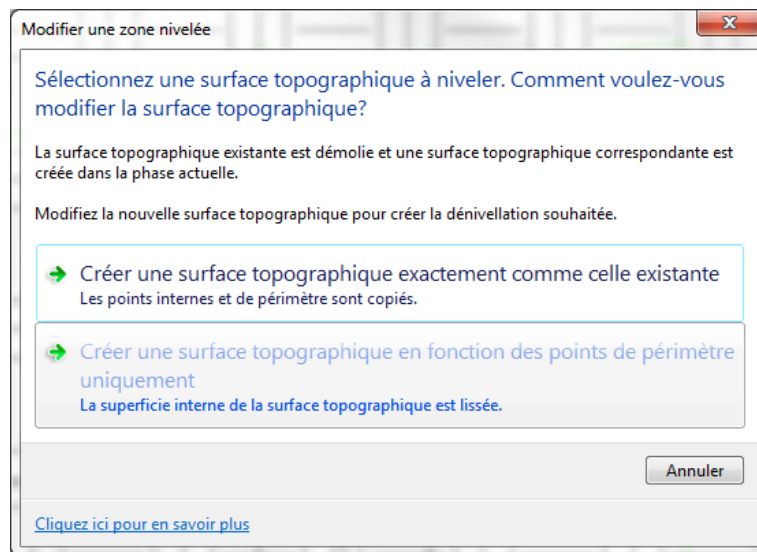 Modifier une zone nivelée
Sélectionnez une surface topographique à niveler. Comment voulez-vous
modifier la surface topographique?
La surface topographique existante est démolie et une surface topographique correspondante est
créée dans la phase actuelle.
Modifiez la nouvelle surface topographique pour créer la dénivellation souhaitée.
Créer une surface topographique exactement comme celle existante
Les points internes et de périmètre sont copiés.
Créer une surface topographique en fonction des points de périmètre
uniquement
La superficie interne de la surface topographique est lissée.
Annuler
Cliquez ici pour en savoir plus